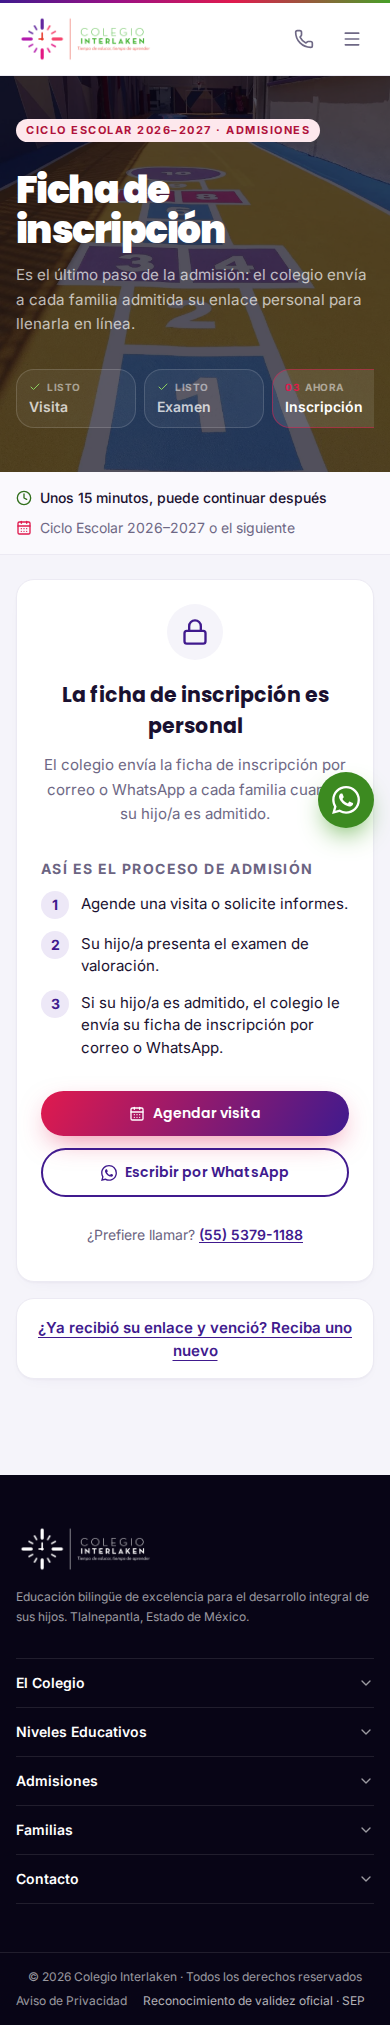 COLEGIO
INTERLAKEN
Tiempo de educar, tiempo de aprender
CICLO ESCOLAR 2026–2027 · ADMISIONES
Ficha de
inscripción
Es el último paso de la admisión: el colegio envía
a cada familia admitida su enlace personal para
llenarla en línea.
LISTO
Visita
LISTO
Examen
03 AHORA
Inscripción
Unos 15 minutos, puede continuar después
Ciclo Escolar 2026–2027 o el siguiente
La ficha de inscripción es
personal
El colegio envía la ficha de inscripción por
correo o WhatsApp a cada familia
su hijo/a es admitido.
ASÍ ES EL PROCESO DE ADMISIÓN
1 Agende una visita o solicite informes.
2 Su hijo/a presenta el examen de
valoración.
3 Si su hijo/a es admitido, el colegio le
envía su ficha de inscripción por
correo o WhatsApp.
Agendar visita
Escribir por WhatsApp
¿Prefiere llamar? (55) 5379-1188
¿Ya recibió su enlace y venció? Reciba uno
nuevo
COLEGIO
INTERLAKEN
Tiempo de educar, tiempo de aprender
Educación bilingüe de excelencia para el desarrollo integral de
sus hijos. Tlalnepantla, Estado de México.
El Colegio
Niveles Educativos
Admisiones
Familias
Contacto
© 2026 Colegio Interlaken · Todos los derechos reservados
Aviso de Privacidad Reconocimiento de validez oficial · SEP